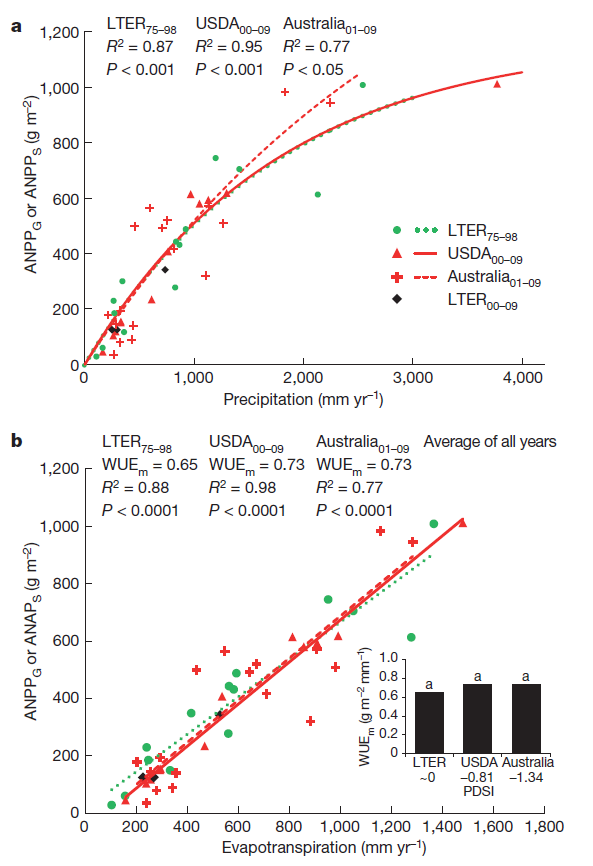 a
LTER75–98 USDA00–09 Australia01–09
R2 = 0.87 R2 = 0.95 R2 = 0.77
P < 0.001 P < 0.001 P < 0.05
1,200
1,000
800
600
400
200
0
ANPPG or ANPPS (g m–2)
LTER75–98
USDA00–09
Australia01–09
LTER00–09
0 1,000 2,000 3,000 4,000
Precipitation (mm yr–1)
b
LTER75–98 USDA00–09 Australia01–09 Average of all years
WUEm = 0.65 WUEm = 0.73 WUEm = 0.73
R2 = 0.88 R2 = 0.98 R2 = 0.77
P < 0.0001 P < 0.0001 P < 0.0001
1,200
1,000
800
600
400
200
0
ANPPG or ANAPS (g m–2)
WUEm (g m–2 mm–1)
1.0
0.8
0.6
0.4
0.2
0
a a a
LTER USDA Australia
~0 –0.81 –1.34
PDSI
0 200 400 600 800 1,000 1,200 1,400 1,600 1,800
Evapotranspiration (mm yr–1)